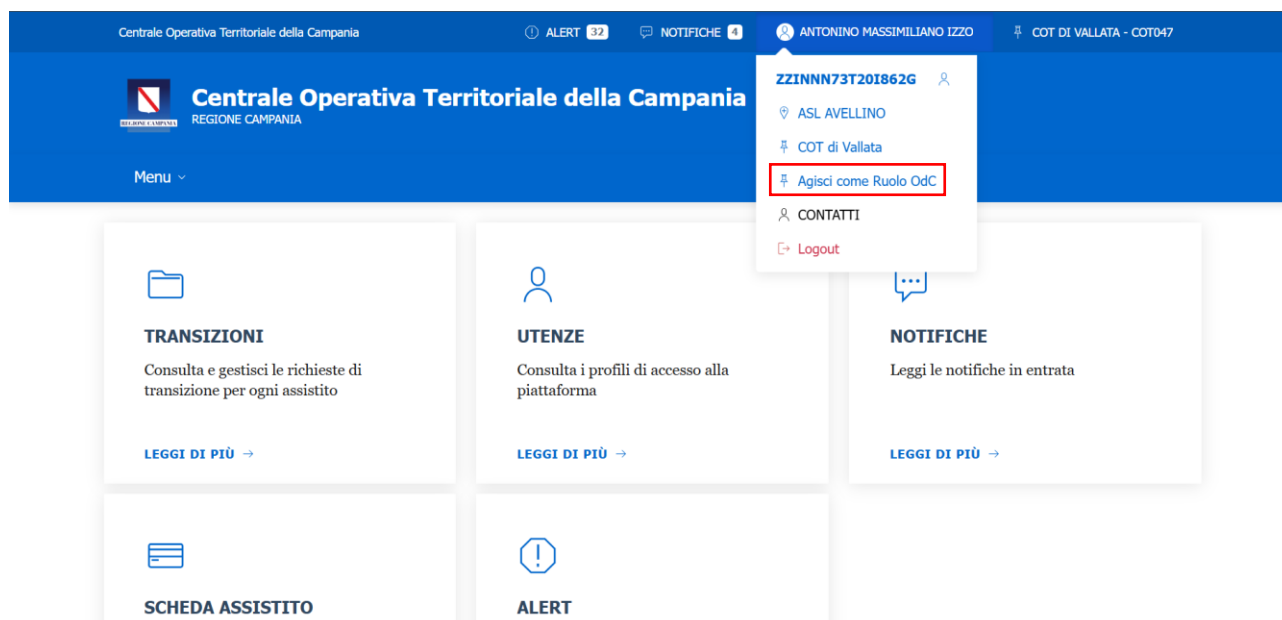 Centrale Operativa Territoriale della Campania
ALERT 32
NOTIFICHE 4
ANTONINO MASSIMILIANO IZZO
COT DI VALLATA - COT047
REGIONE CAMPANIA
Centrale Operativa Territoriale della Campania
REGIONE CAMPANIA
Menu
ZZINNN73T20I862G
ASL AVELLINO
COT di Vallata
Agisci come Ruolo OdC
CONTATTI
Logout
TRANSIZIONI
Consulta e gestisci le richieste di
transizione per ogni assistito
LEGGI DI PIÙ →
UTENZE
Consulta i profili di accesso alla
piattaforma
LEGGI DI PIÙ →
NOTIFICHE
Leggi le notifiche in entrata
LEGGI DI PIÙ →
SCHEDA ASSISTITO
ALERT